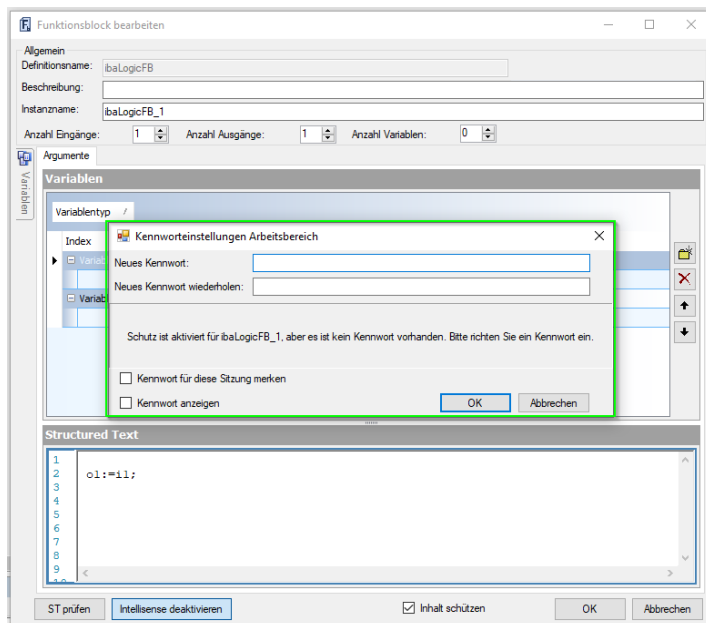 Funktionsblock bearbeiten
Allgemein
Definitionsname: ibaLogicFB
Beschreibung:
Instanzname: ibaLogicFB_1
Anzahl Eingänge: 1 Anzahl Ausgänge: 1 Anzahl Variablen: 0
Argumente
Variablen
Variablen
Variablentyp
Index
Kennworteinstellungen Arbeitsbereich
Neues Kennwort:
Neues Kennwort wiederholen:
Schutz ist aktiviert für ibaLogicFB_1, aber es ist kein Kennwort vorhanden. Bitte richten Sie ein Kennwort ein.
Kennwort für diese Sitzung merken
Kennwort anzeigen OK Abbrechen
Structured Text
1
2 o1:=i1;
3
4
5
6
7
8
9
ST prüfen Intellisense deaktivieren Inhalt schützen OK Abbrechen